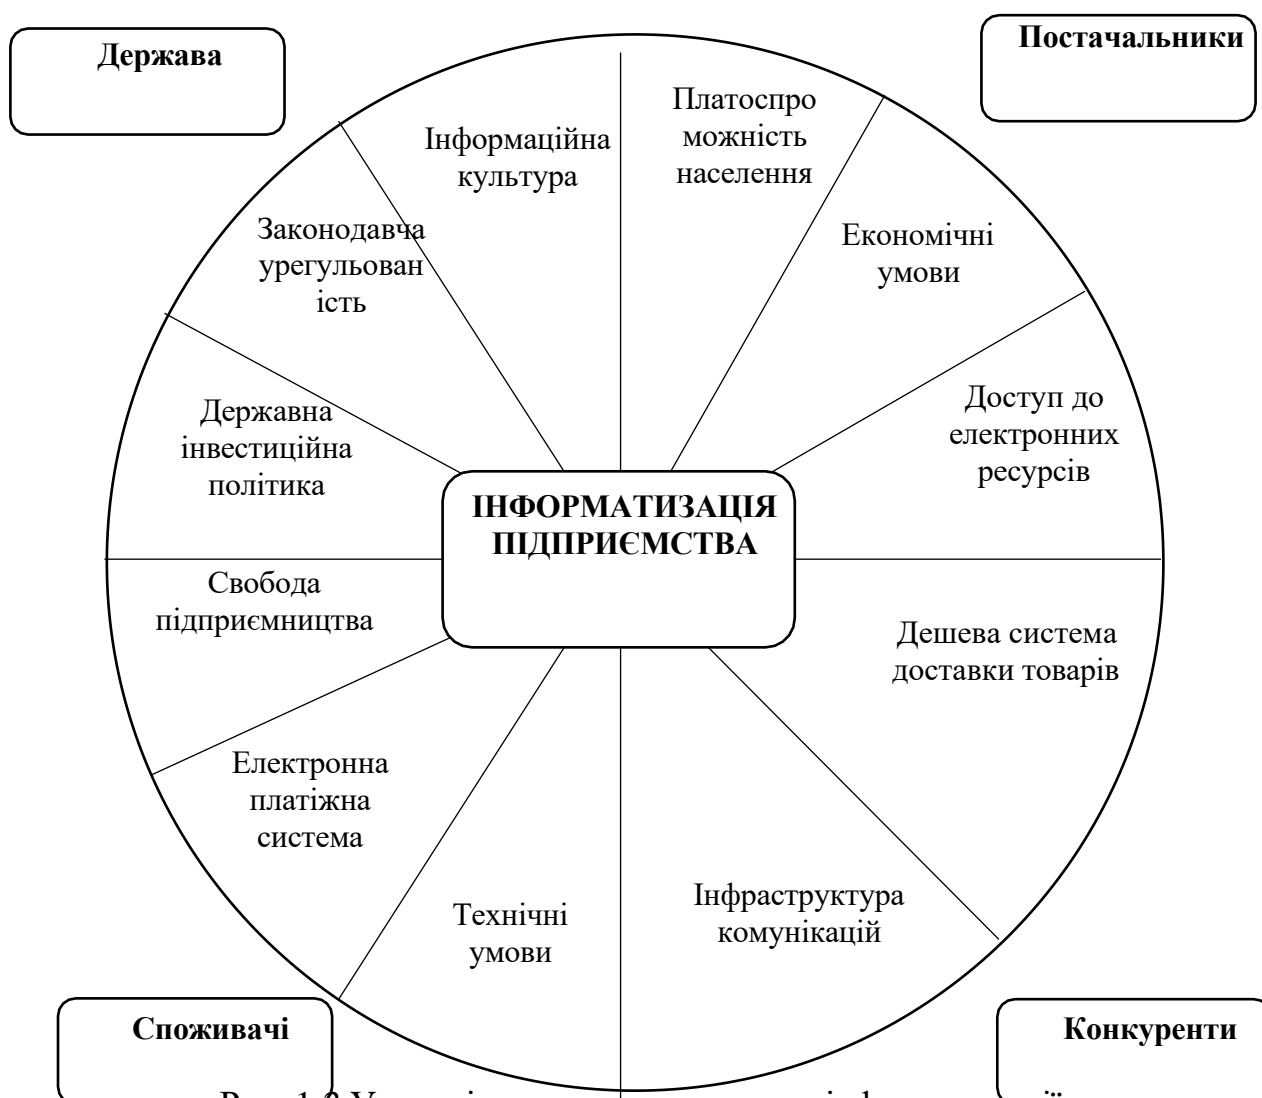 Держава
Постачальники
Інформаційна
культура
Платоспро
можність
населення
Законодавча
урегульован
ість
Економічні
умови
Державна
інвестиційна
політика
Доступ до
електронних
ресурсів
ІНФОРМАТИЗАЦІЯ
ПІДПРИЄМСТВА
Свобода
підприємництва
Дешева система
доставки товарів
Електронна
платіжна
система
Технічні
умови
Інфраструктура
комунікацій
Споживачі
Конкуренти